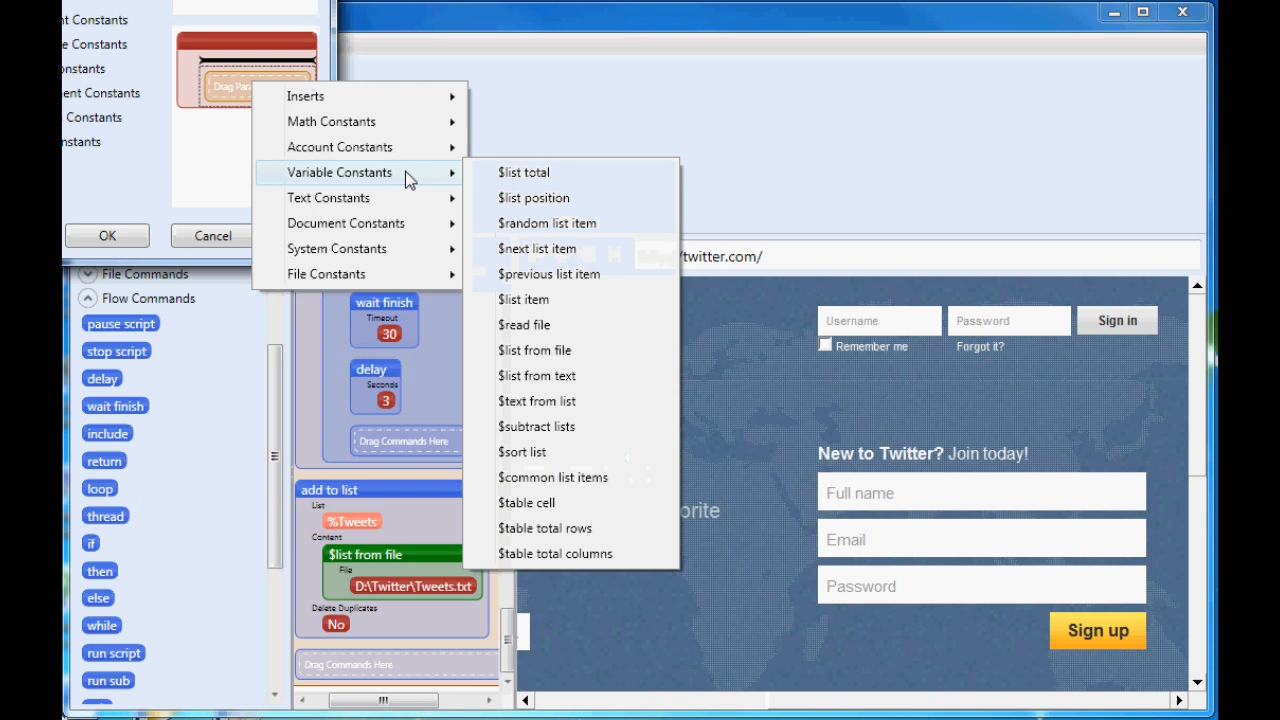 nt Constants
e Constants
onstants
ent Constants
Constants
nstants
OK
Cancel
Inserts
Math Constants
Account Constants
Variable Constants
Text Constants
Document Constants
System Constants
File Constants
$list total
$list position
$random list item
$next list item
$previous list item
$list item
$read file
$list from file
$list from text
$text from list
$subtract lists
$sort list
$common list items
$table cell
$table total rows
$table total columns
/twitter.com/
File Commands
Flow Commands
pause script
stop script
delay
wait finish
include
return
loop
thread
if
then
else
while
run script
run sub
wait finish
Timeout
30
delay
Seconds
3
Drag Commands Here
add to list
List
%Tweets
Content
$list from file
File
D:\Twitter\Tweets.txt
Delete Duplicates
No
Drag Commands Here
Username
Password
Sign in
Remember me
Forgot it?
New to Twitter? Join today!
Full name
Email
Password
Sign up
orite